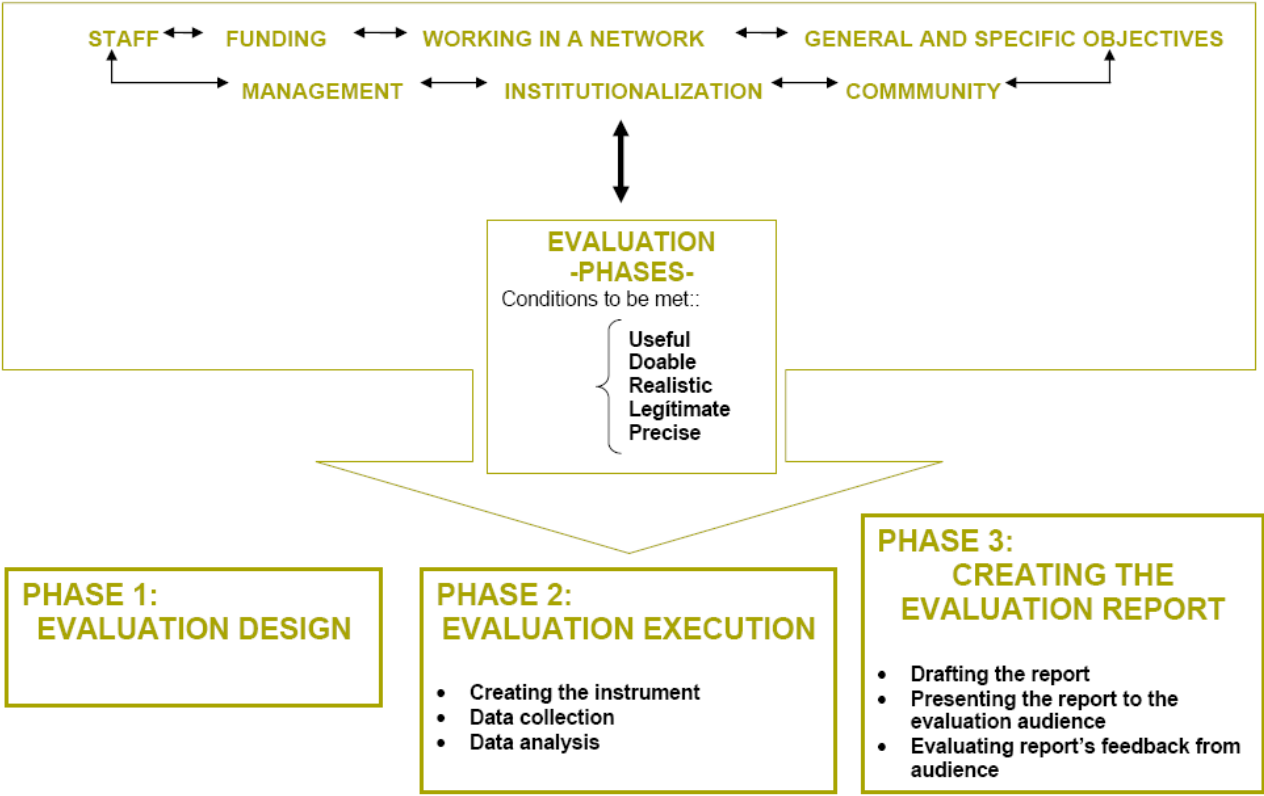 STAFF FUNDING WORKING IN A NETWORK GENERAL AND SPECIFIC OBJECTIVES
MANAGEMENT INSTITUTIONALIZATION COMMMUNITY
EVALUATION
-PHASES-
Conditions to be met::
Useful
Doable
Realistic
Legítimate
Precise
PHASE 1:
EVALUATION DESIGN
PHASE 2:
EVALUATION EXECUTION
• Creating the instrument
• Data collection
• Data analysis
PHASE 3:
CREATING THE
EVALUATION REPORT
• Drafting the report
• Presenting the report to the
evaluation audience
• Evaluating report's feedback from
audience